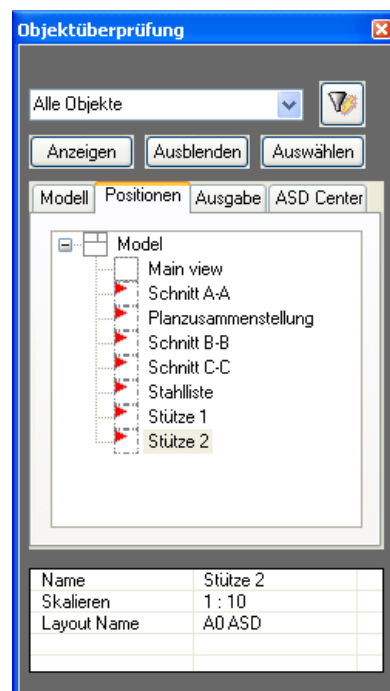 Objektüberprüfung
Alle Objekte
Anzeigen Ausblenden Auswählen
Modell Positionen Ausgabe ASD Center
Model
Main view
Schnitt A-A
Planzusammenstellung
Schnitt B-B
Schnitt C-C
Stahlliste
Stütze 1
Stütze 2
Name Stütze 2
Skalieren 1 : 10
Layout Name A0 ASD